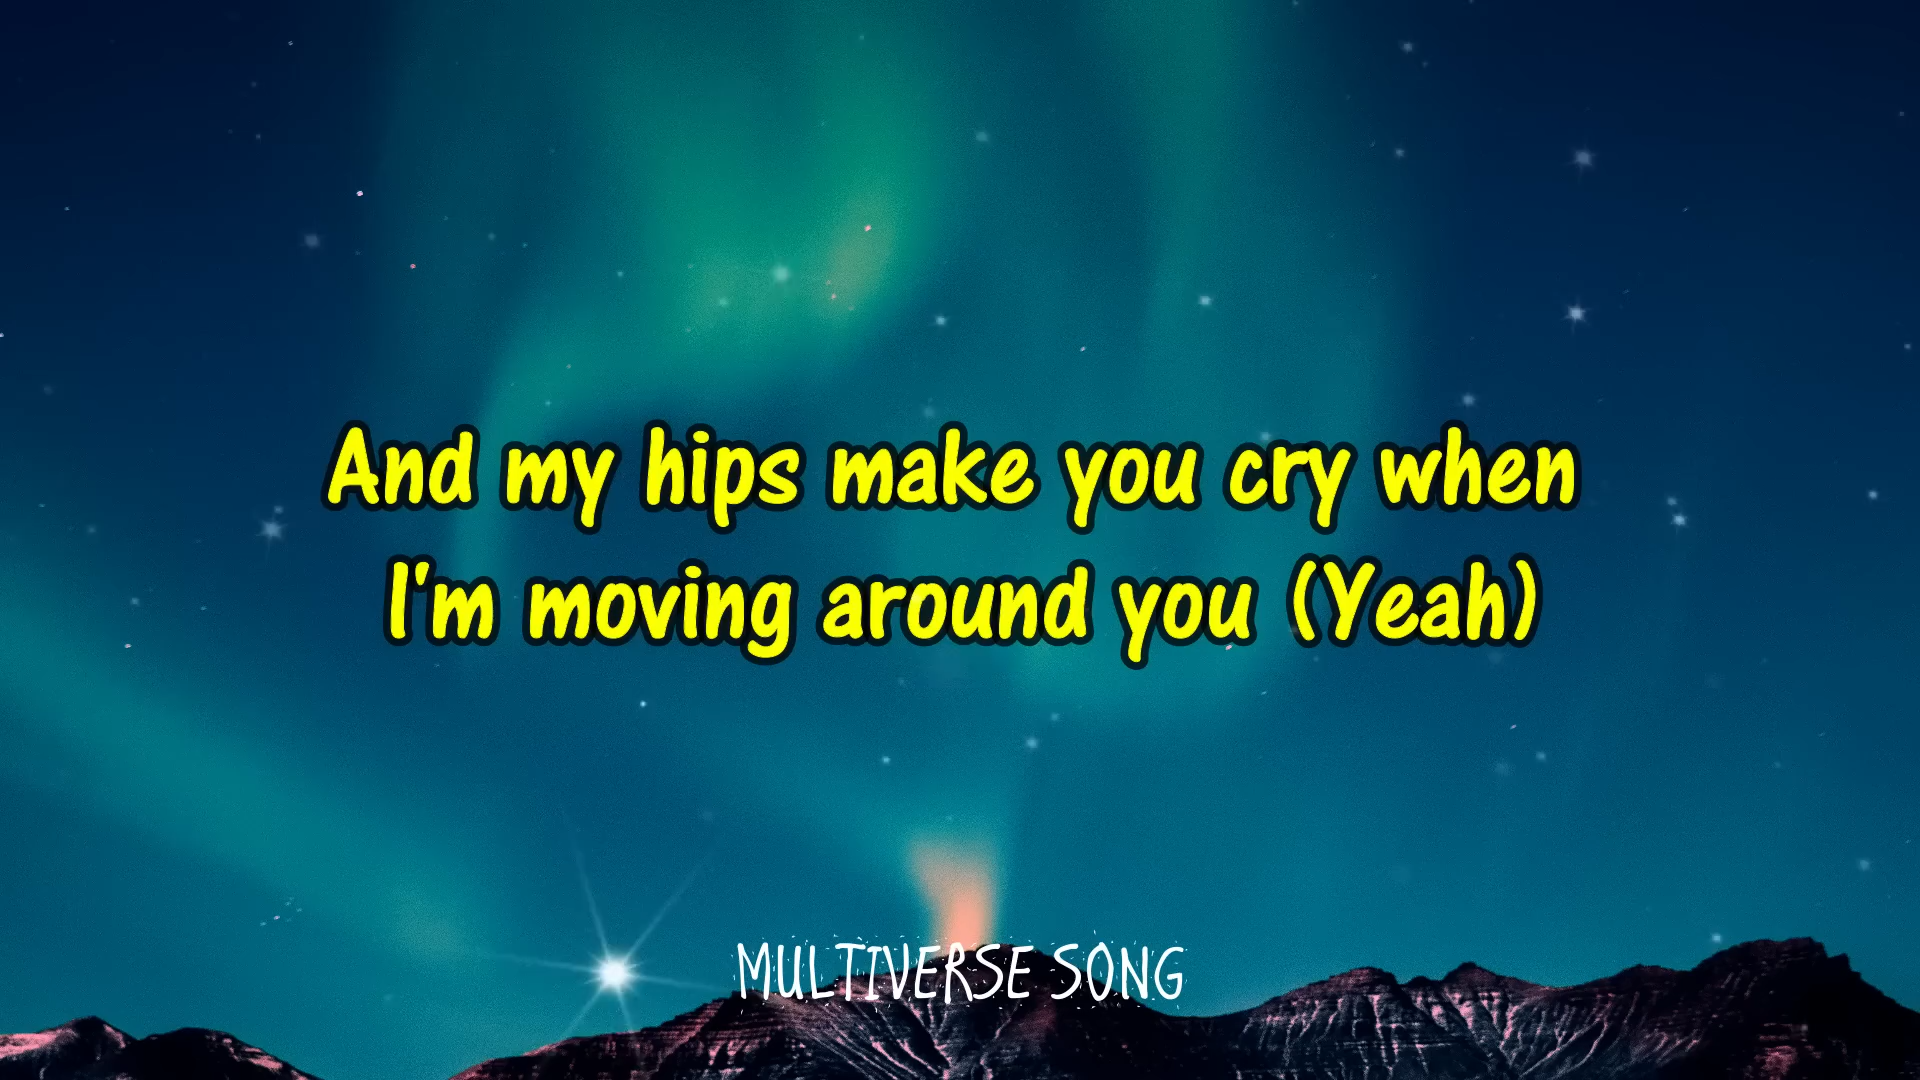 And my hips make you cry when
I'm moving around you (Yeah)
MULTIVERSE SONG